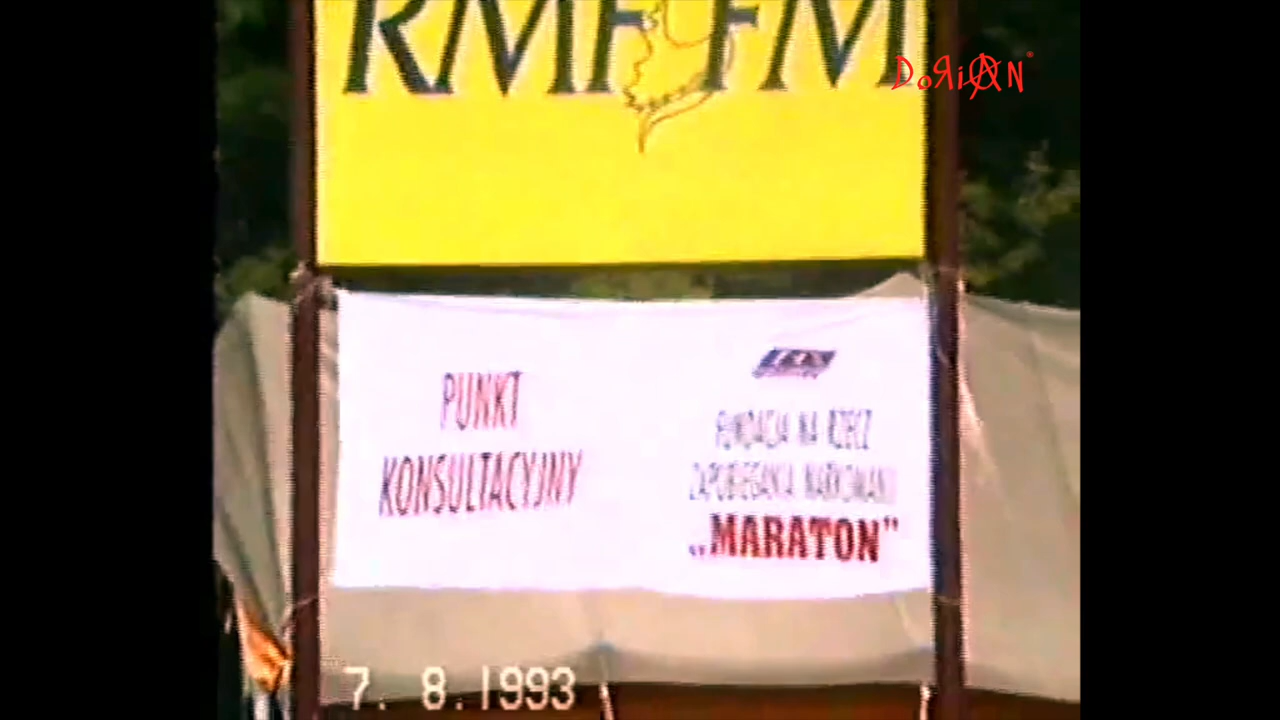 RMF FM
DoRiAN
PUNKT
KONSULTACYJNY
FUNDACJA NA RZECZ
ZAPOBIEGANIA NARKOMANII
„MARATON”
7. 8.1993